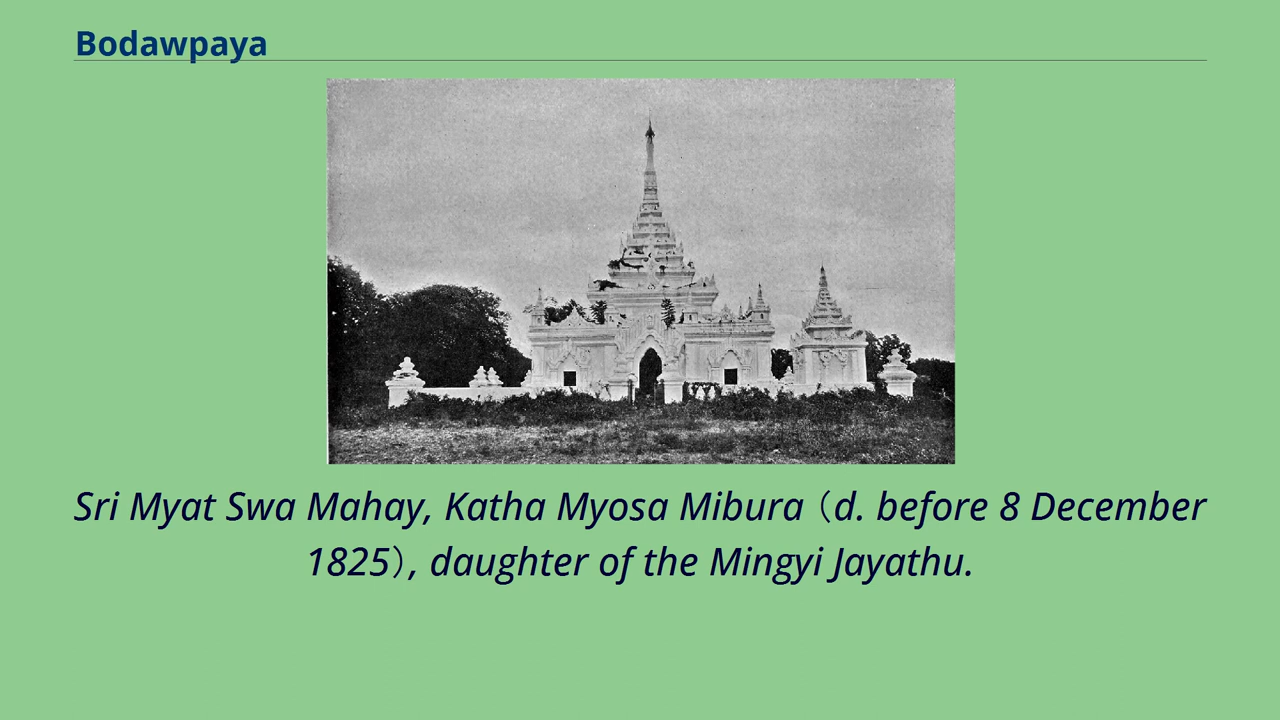 Bodawpaya
Sri Myat Swa Mahay, Katha Myosa Mibura（d. before 8 December
1825）, daughter of the Mingyi Jayathu.